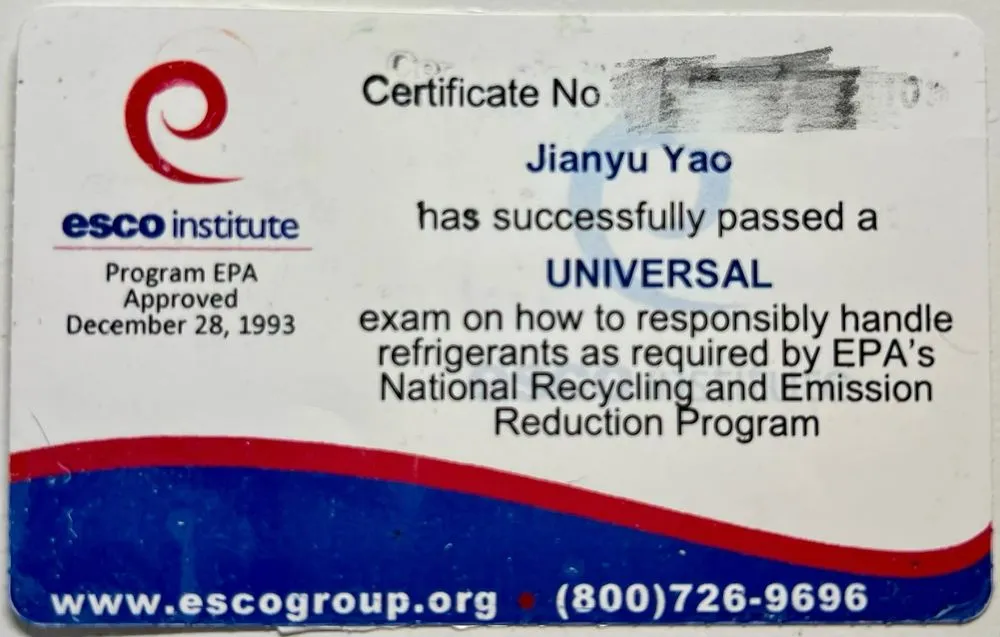 Certificate No.
Jianyu Yao
has successfully passed a
UNIVERSAL
exam on how to responsibly handle
refrigerants as required by EPA's
National Recycling and Emission
Reduction Program
esco institute
Program EPA
Approved
December 28, 1993
www.escogroup.org • (800)726-9696